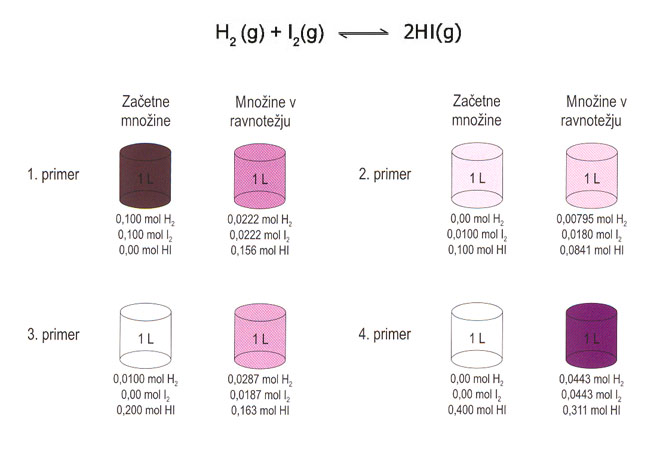 H₂ (g) + I₂(g) ⇌ 2HI(g)
Začetne množine
Množine v ravnotežju
1. primer
1 L
1 L
0,100 mol H₂
0,100 mol I₂
0,00 mol HI
0,0222 mol H₂
0,0222 mol I₂
0,156 mol HI
Začetne množine
Množine v ravnotežju
2. primer
1 L
1 L
0,00 mol H₂
0,0100 mol I₂
0,100 mol HI
0,00795 mol H₂
0,0180 mol I₂
0,0841 mol HI
3. primer
1 L
1 L
0,0100 mol H₂
0,00 mol I₂
0,200 mol HI
0,0287 mol H₂
0,0187 mol I₂
0,163 mol HI
4. primer
1 L
1 L
0,00 mol H₂
0,00 mol I₂
0,400 mol HI
0,0443 mol H₂
0,0443 mol I₂
0,311 mol HI